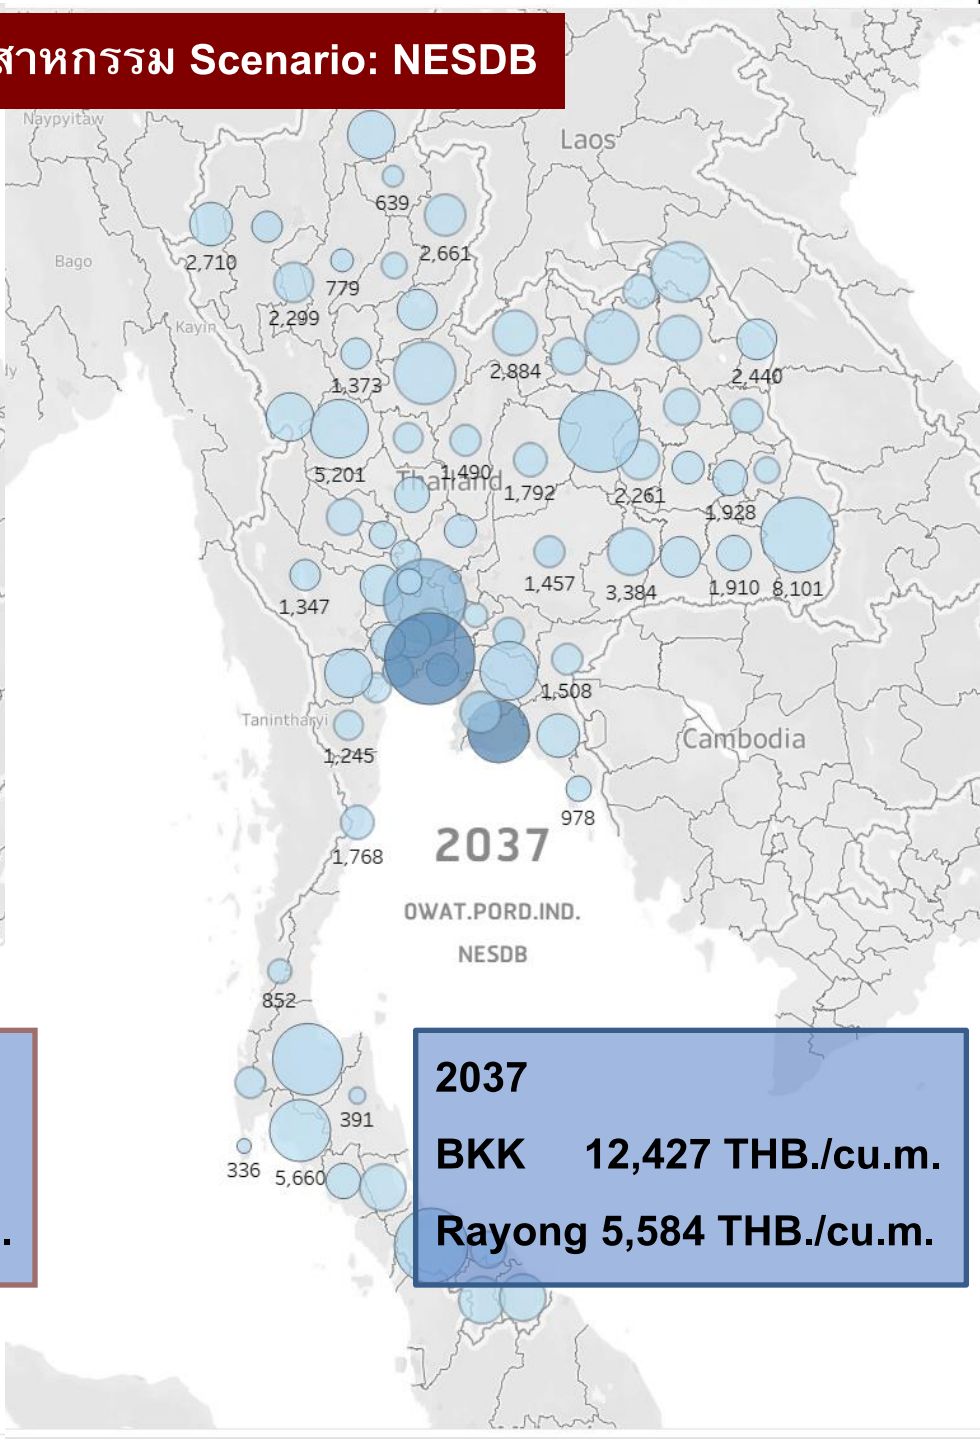 สาหกรรม Scenario: NESDB
Naypyitaw
Laos
639
2,710
2,661
Bago
779
2,299
Kayin
1,373
2,884
2,440
5,201
Thailand
1,490
1,792
2,261
1,928
1,347
1,457
3,384
1,910
8,101
1,508
Tanintharyi
1,245
Cambodia
978
1,768
2037
OWAT.PORD.IND.
NESDB
852
391
336
5,660
2037
BKK 12,427 THB./cu.m.
Rayong 5,584 THB./cu.m.